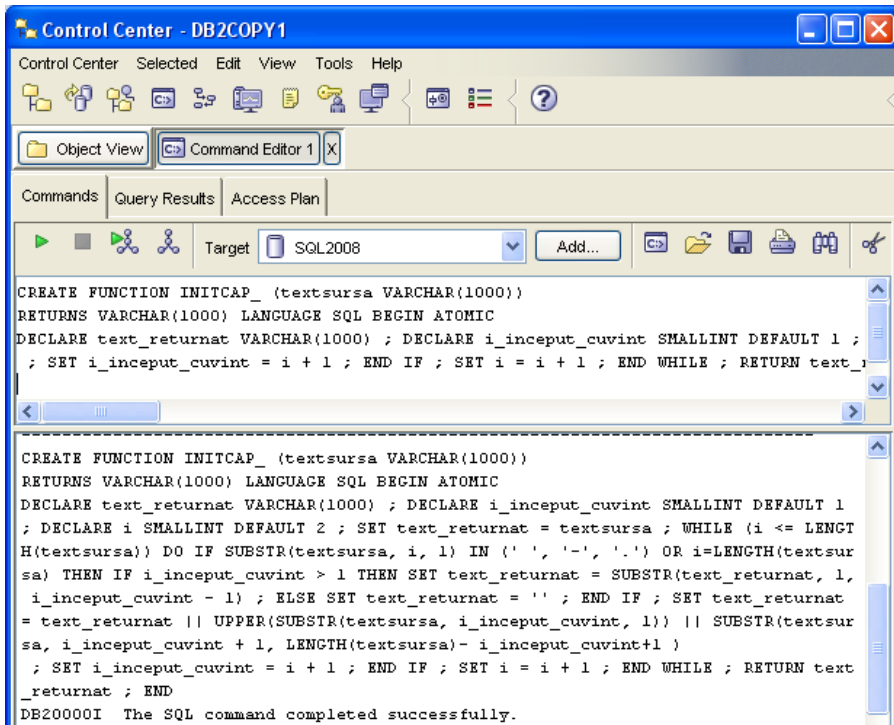 Control Center - DB2COPY1
Control Center Selected Edit View Tools Help
Object View Command Editor 1 X
Commands Query Results Access Plan
Target SQL2008 Add...
CREATE FUNCTION INITCAP_ (textsursa VARCHAR(1000))
RETURNS VARCHAR(1000) LANGUAGE SQL BEGIN ATOMIC
DECLARE text_returnat VARCHAR(1000) ; DECLARE i_inceput_cuvint SMALLINT DEFAULT 1 ;
; SET i_inceput_cuvint = i + 1 ; END IF ; SET i = i + 1 ; END WHILE ; RETURN
CREATE FUNCTION INITCAP_ (textsursa VARCHAR(1000))
RETURNS VARCHAR(1000) LANGUAGE SQL BEGIN ATOMIC
DECLARE text_returnat VARCHAR(1000) ; DECLARE i_inceput_cuvint SMALLINT DEFAULT 1
; DECLARE i SMALLINT DEFAULT 2 ; SET text_returnat = textsursa ; WHILE (i <= LENGT
H(textsursa)) DO IF SUBSTR(textsursa, i, 1) IN (' ', '-', '.') OR i=LENGTH(textsur
sa) THEN IF i_inceput_cuvint > 1 THEN SET text_returnat = SUBSTR(text_returnat, 1,
i_inceput_cuvint - 1) ; ELSE SET text_returnat = '' ; END IF ; SET text_returnat
= text_returnat || UPPER(SUBSTR(textsursa, i_inceput_cuvint, 1)) || SUBSTR(textsur
sa, i_inceput_cuvint + 1, LENGTH(textsursa)- i_inceput_cuvint+1 )
; SET i_inceput_cuvint = i + 1 ; END IF ; SET i = i + 1 ; END WHILE ; RETURN text
_returnat ; END
DB20000I The SQL command completed successfully.